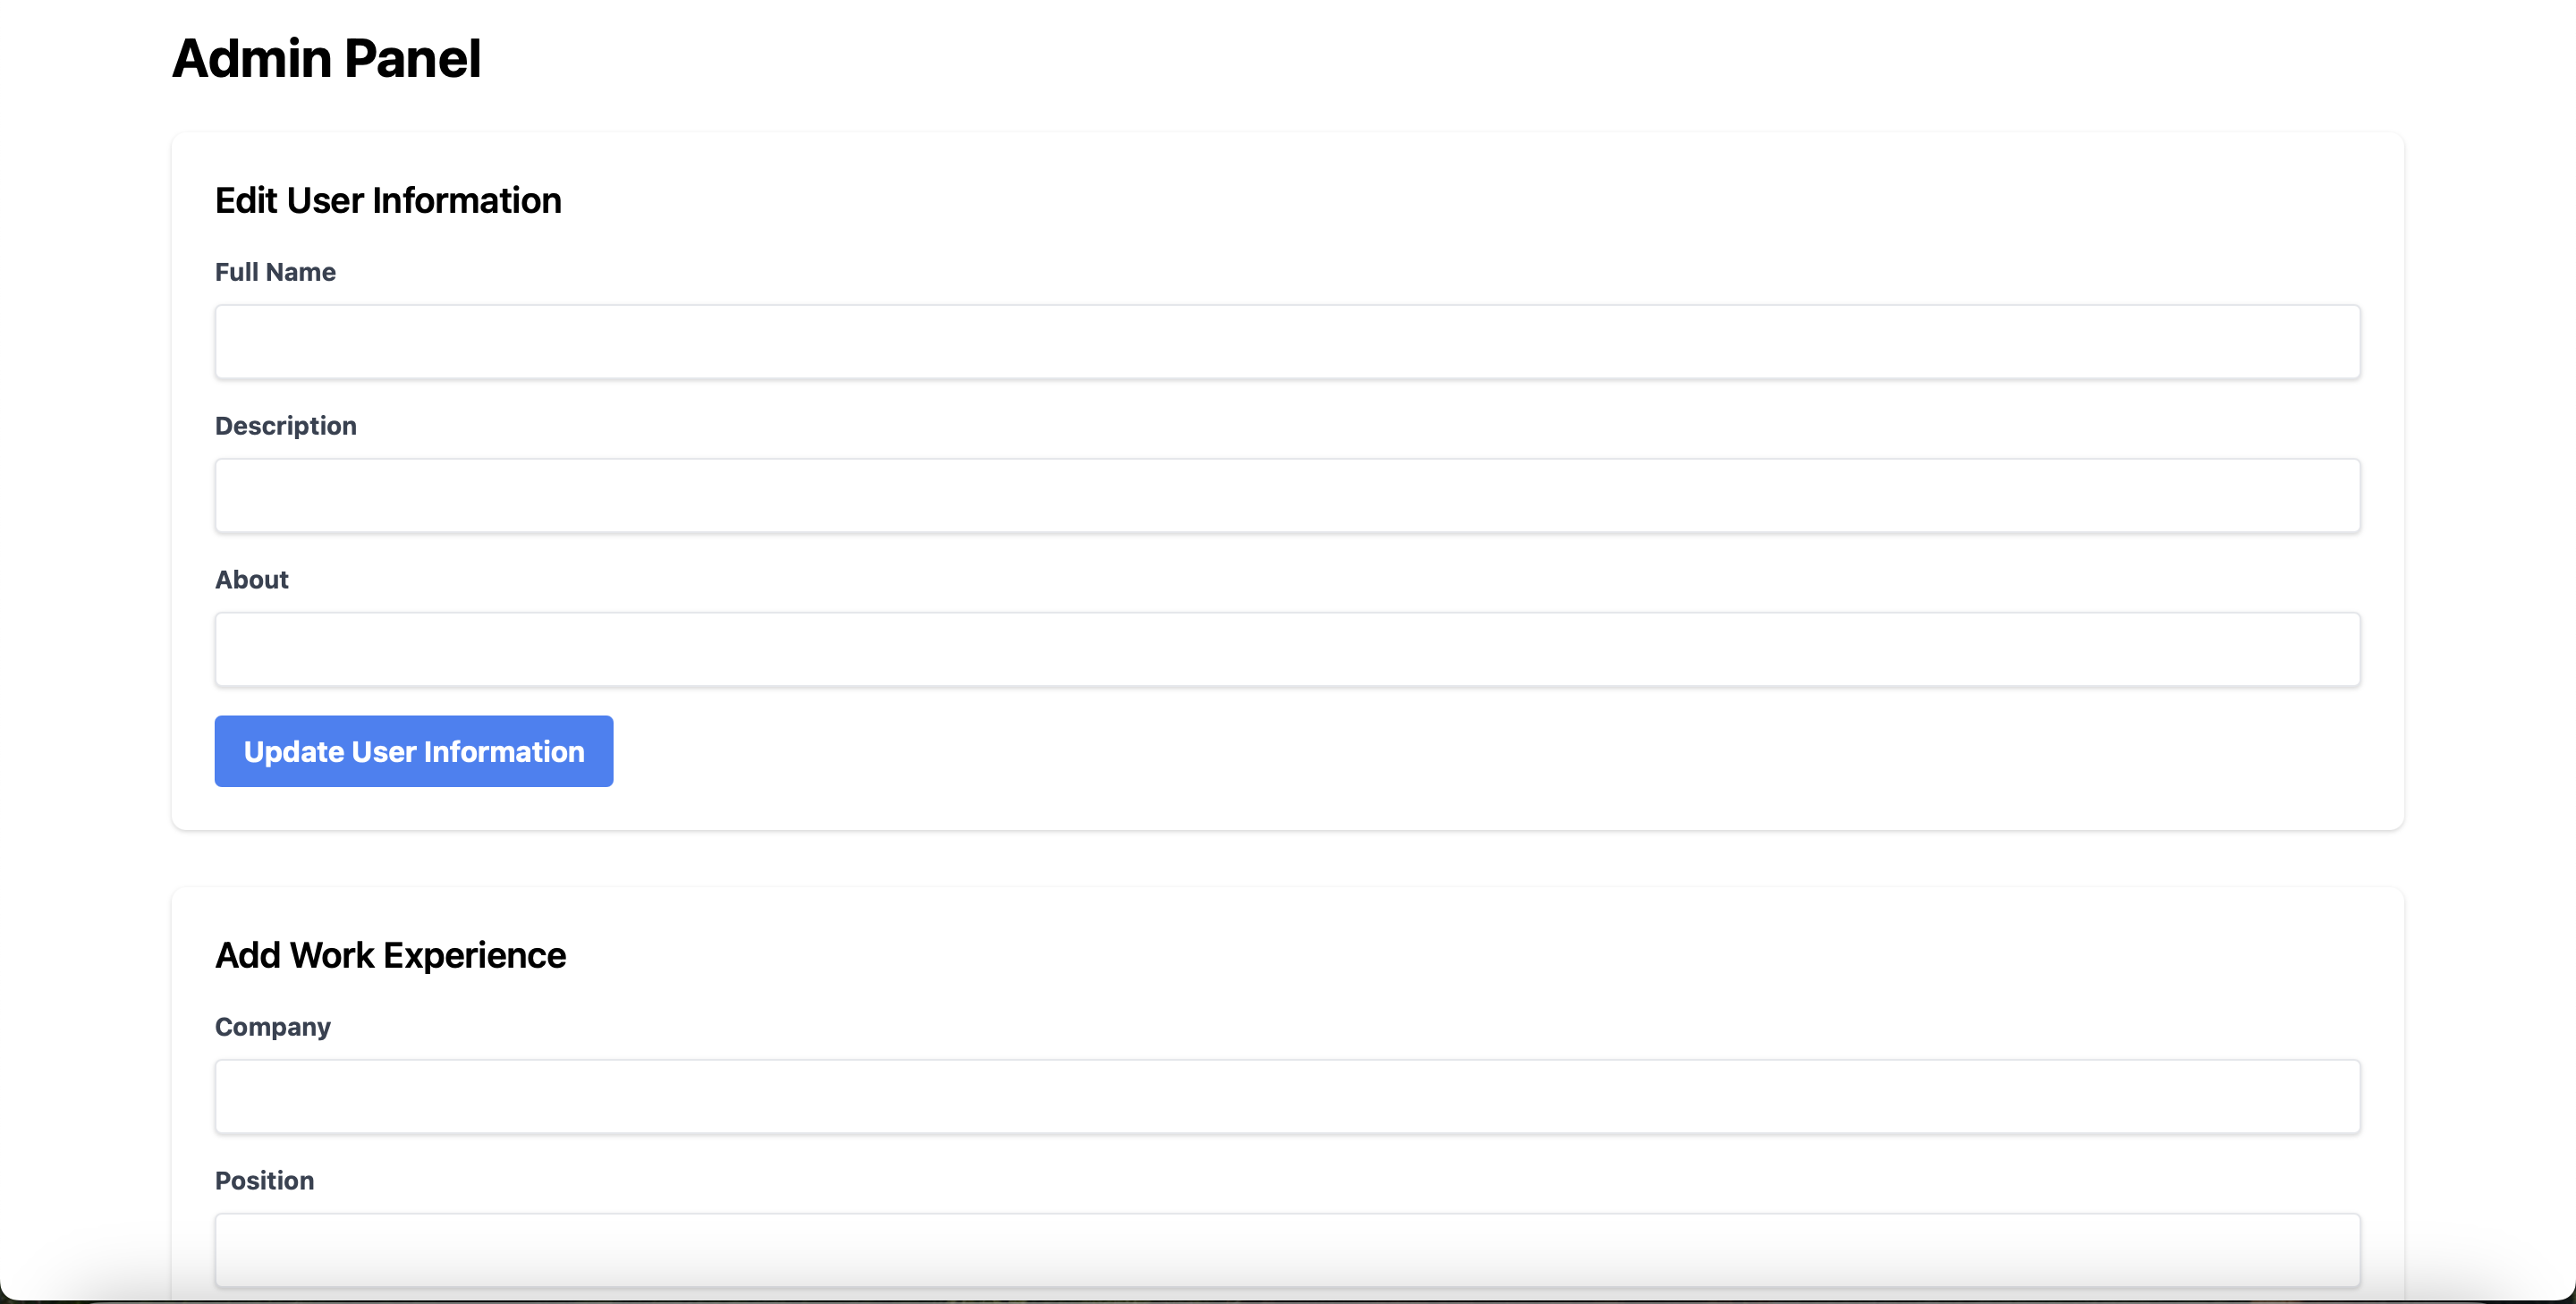 Admin Panel
Edit User Information
Full Name
Description
About
Update User Information
Add Work Experience
Company
Position